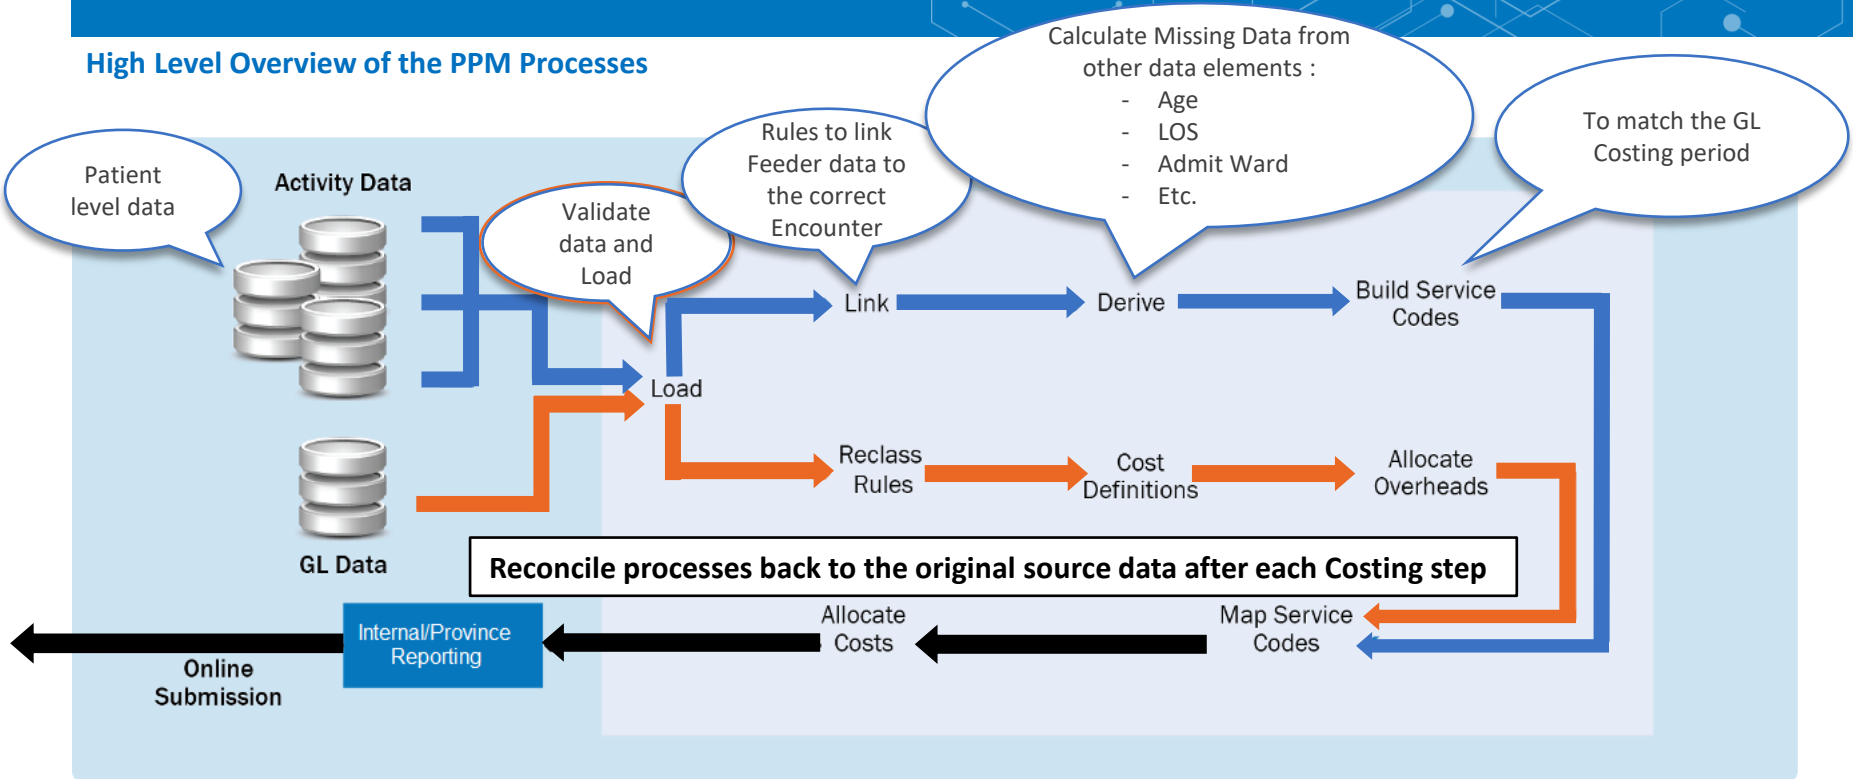 High Level Overview of the PPM Processes
Patient
level data
Activity Data
Validate
data and
Load
Rules to link
Feeder data to
the correct
Encounter
Calculate Missing Data from
other data elements :
- Age
- LOS
- Admit Ward
- Etc.
To match the GL
Costing period
Link
Derive
Build Service
Codes
Load
Reclass
Rules
Cost
Definitions
Allocate
Overheads
GL Data
Reconcile processes back to the original source data after each Costing step
Map Service
Codes
Allocate
Costs
Internal/Province
Reporting
Online
Submission